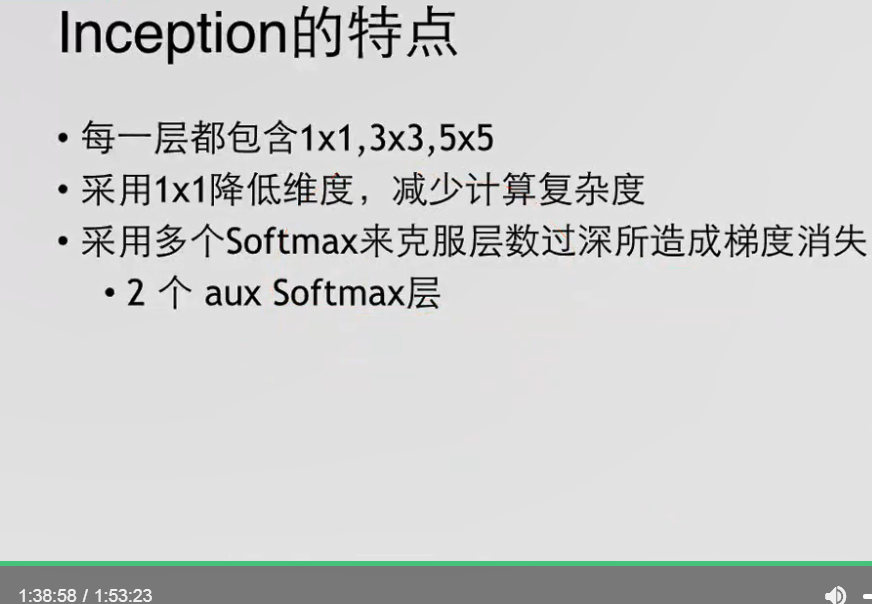 Inception的特点
• 每一层都包含1x1,3x3,5x5
• 采用1x1降低维度，减少计算复杂度
• 采用多个Softmax来克服层数过深所造成梯度消失
• 2 个 aux Softmax层
1:38:58 / 1:53:23